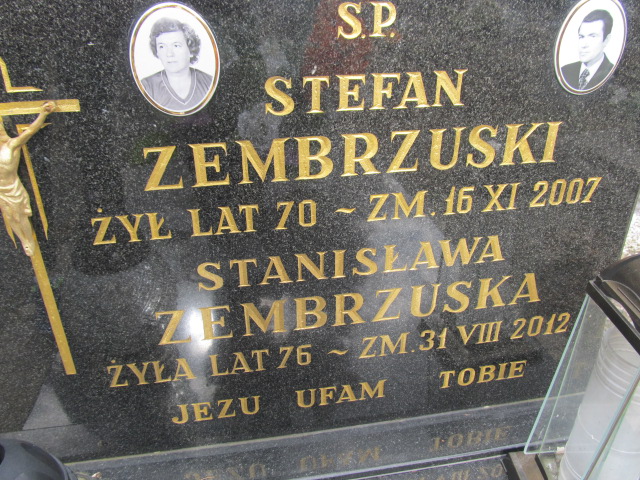 Ś.P.
STEFAN
ZEMBRZUSKI
ŻYŁ LAT 70 ~ ZM. 16 XI 2007
STANISŁAWA
ZEMBRZUSKA
ŻYŁA LAT 76 ~ ZM. 31 VIII 2012
JEZU UFAM TOBIE